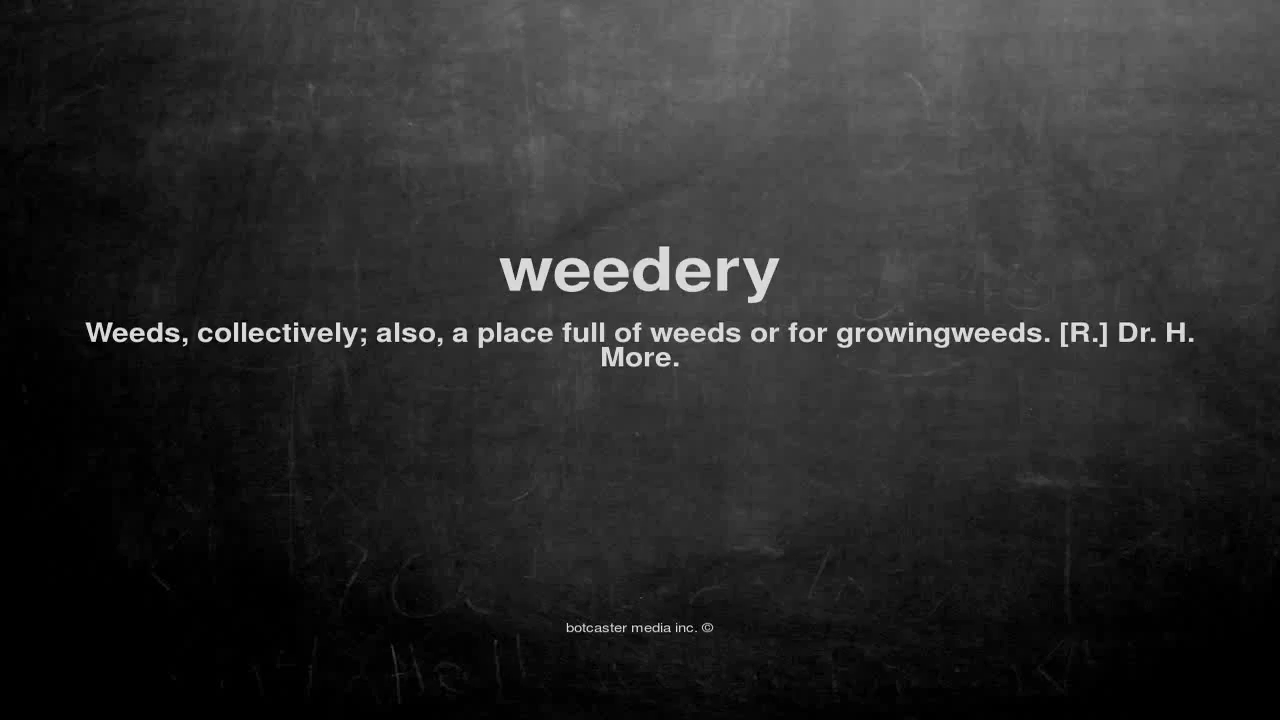 weedery
Weeds, collectively; also, a place full of weeds or for growingweeds. [R.] Dr. H.
More.
botcaster media inc. ©